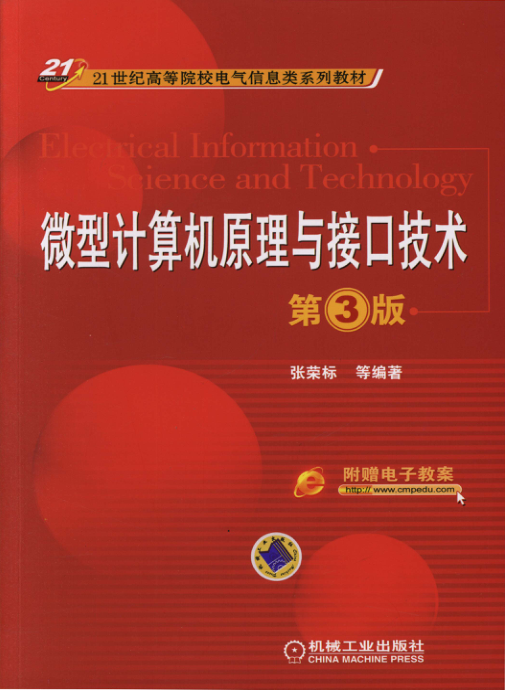 21
Century
21世纪高等院校电气信息类系列教材
Electrical Information
Science and Technology
微型计算机原理与接口技术
第3版
张荣标 等编著
附赠电子教案
http://www.cmpedu.com
机械工业出版社
CHINA MACHINE PRESS